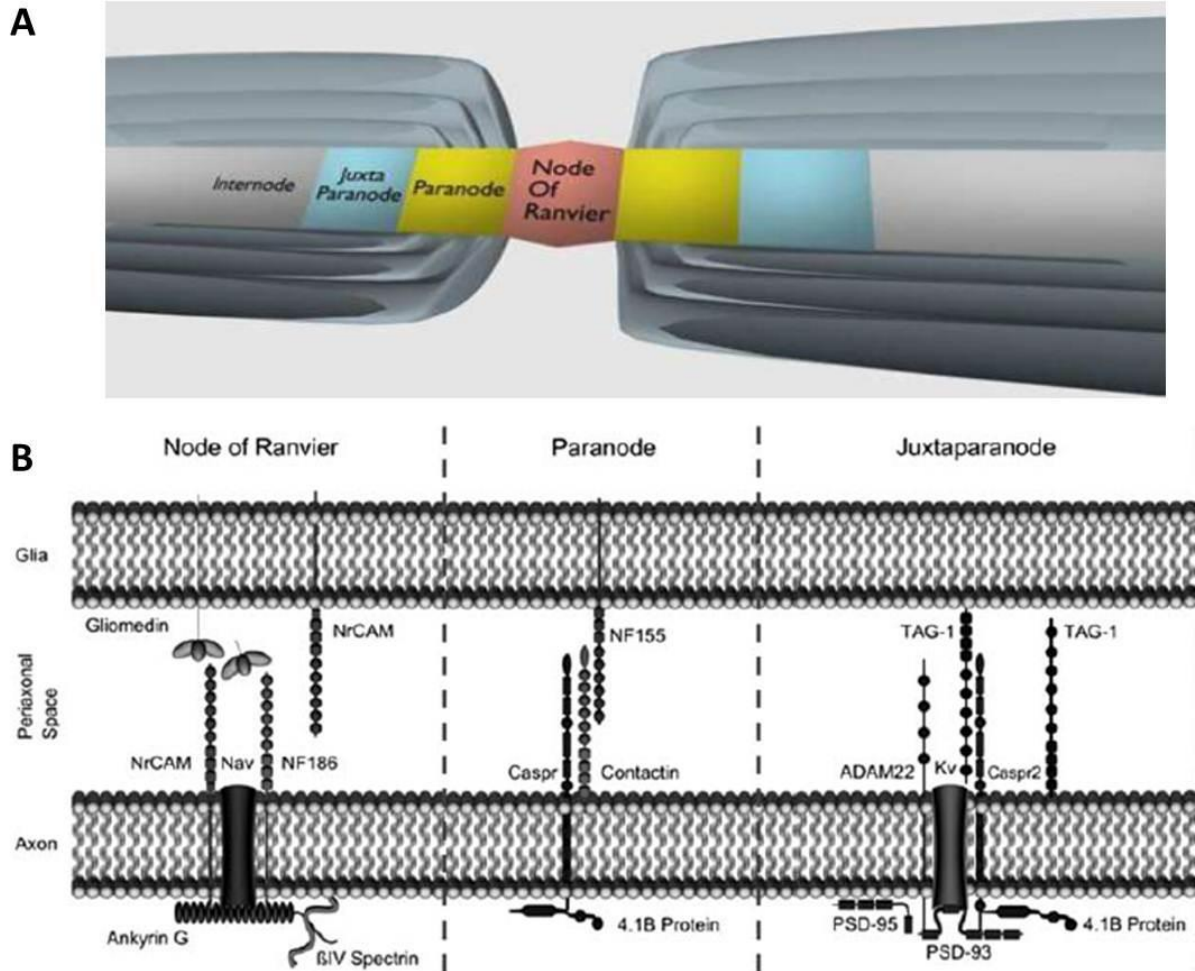 A
Internode
Juxta
Paranode
Paranode
Node
Of
Ranvier
B
Node of Ranvier
Paranode
Juxtaparanode
Glia
Gliomedin
NrCAM
NF155
TAG-1
TAG-1
Periaxonal
Space
NrCAM
Nav
NF186
Caspr
Contactin
ADAM22
Kv
Caspr2
Axon
Ankyrin G
ßIV Spectrin
4.1B Protein
PSD-95
PSD-93
4.1B Protein